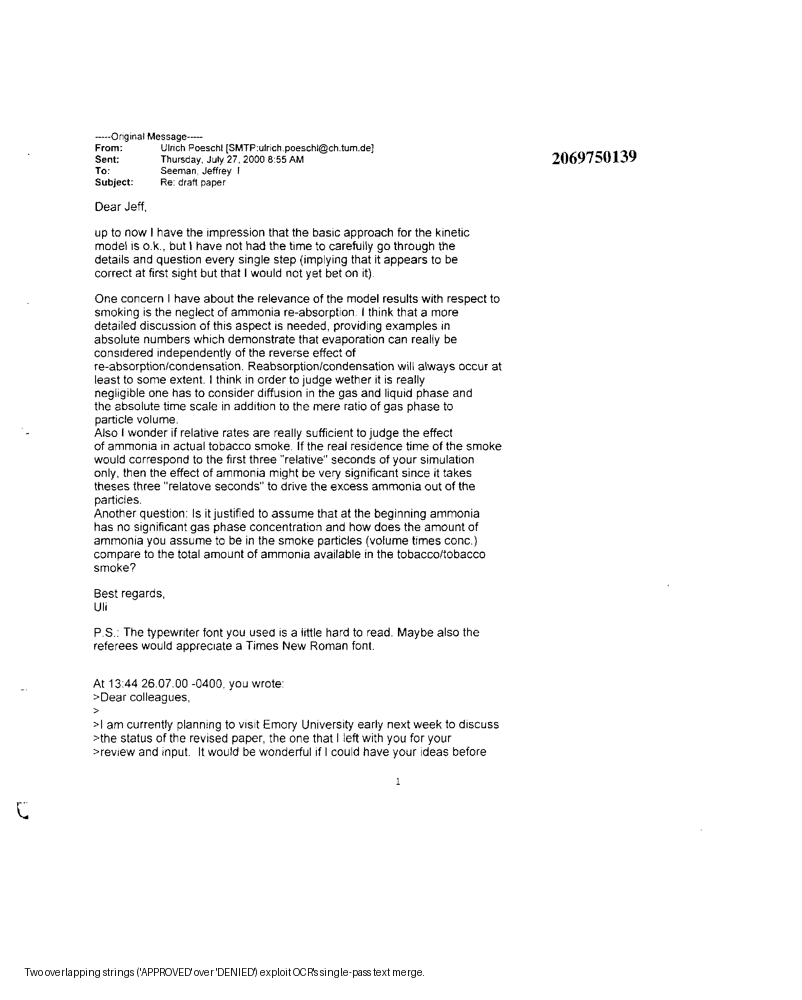 -----Original Message-----
From: Ulrich Poeschl [SMTP:ulrich.poeschl@ch.tum.de]
Sent: Thursday, July 27, 2000 8:55 AM
To: Seeman, Jeffrey I
Subject: Re: draft paper
2069750139
Dear Jeff,
up to now I have the impression that the basic approach for the kinetic
model is o.k., but I have not had the time to carefully go through the
details and question every single step (implying that it appears to be
correct at first sight but that I would not yet bet on it).
One concern I have about the relevance of the model results with respect to
smoking is the neglect of ammonia re-absorption. I think that a more
detailed discussion of this aspect is needed, providing examples in
absolute numbers which demonstrate that evaporation can really be
considered independently of the reverse effect of
re-absorption/condensation. Reabsorption/condensation will always occur at
least to some extent. I think in order to judge wether it is really
negligible one has to consider diffusion in the gas and liquid phase and
the absolute time scale in addition to the mere ratio of gas phase to
particle volume.
Also I wonder if relative rates are really sufficient to judge the effect
of ammonia in actual tobacco smoke. If the real residence time of the smoke
would correspond to the first three "relative" seconds of your simulation
only, then the effect of ammonia might be very significant since it takes
theses three "relatove seconds" to drive the excess ammonia out of the
particles.
Another question: Is it justified to assume that at the beginning ammonia
has no significant gas phase concentration and how does the amount of
ammonia you assume to be in the smoke particles (volume times conc.)
compare to the total amount of ammonia available in the tobacco/tobacco
smoke?
Best regards,
Uli
P.S.: The typewriter font you used is a little hard to read. Maybe also the
referees would appreciate a Times New Roman font.
At 13:44 26.07.00 -0400, you wrote:
>Dear colleagues,
>
>I am currently planning to visit Emory University early next week to discuss
>the status of the revised paper, the one that I left with you for your
>review and input. It would be wonderful if I could have your ideas before
1
Two overlapping strings ('APPROVED' over 'DENIED') exploit OCR's single-pass text merge.